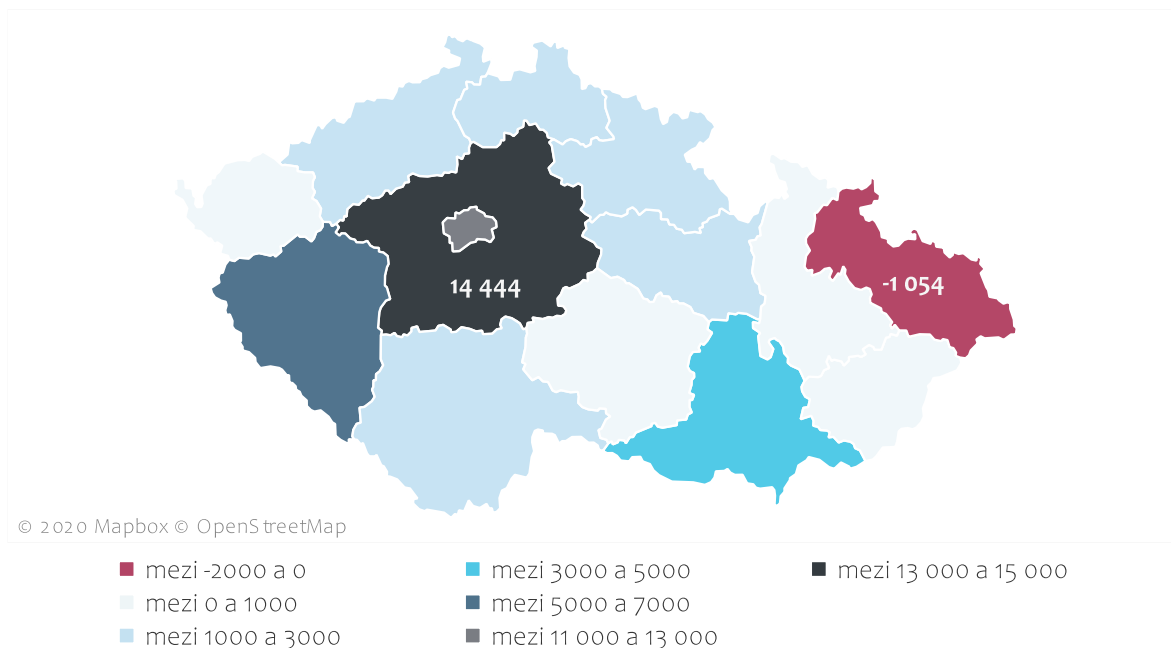 14 444
-1 054
© 2020 Mapbox © OpenStreetMap
mezi -2000 a 0
mezi 3000 a 5000
mezi 13 000 a 15 000
mezi 0 a 1000
mezi 5000 a 7000
mezi 1000 a 3000
mezi 11 000 a 13 000